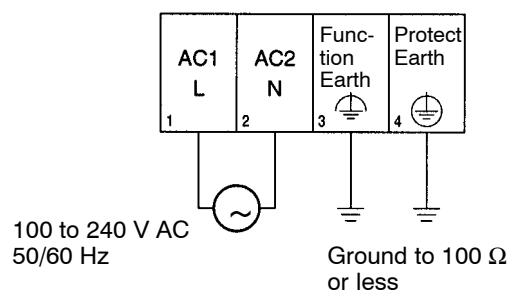 AC1
L
1
AC2
N
2
Func-
tion
Earth
3
Protect
Earth
4
100 to 240 V AC
50/60 Hz
Ground to 100 Ω
or less